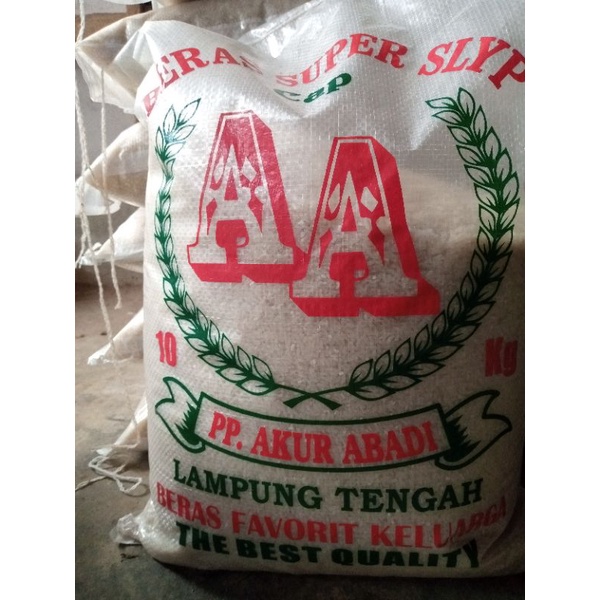 BERAS SUPER SLYP
Cap
AA
10 Kg
PP. AKUR ABADI
LAMPUNG TENGAH
BERAS FAVORIT KELUARGA
THE BEST QUALITY